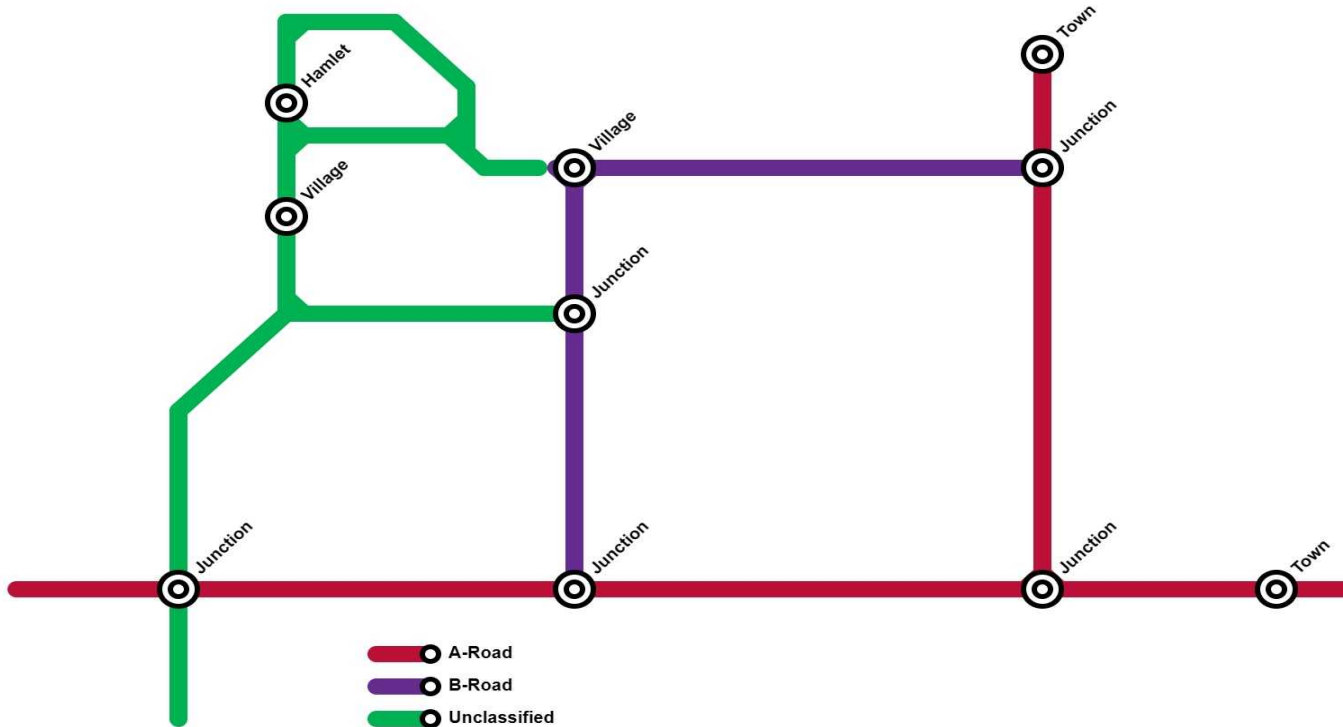 Town
Hamlet
Village
Junction
Village
Junction
Junction
Junction
Junction
Town
A-Road
B-Road
Unclassified